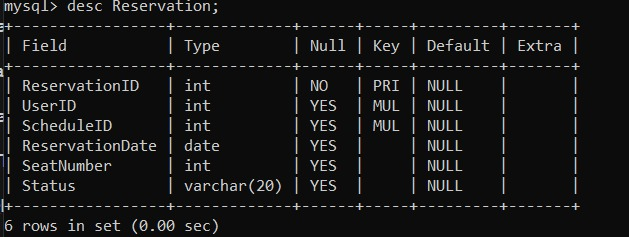 mysql> desc Reservation;
+-----------------+-------------+------+-----+---------+-------+
| Field           | Type        | Null | Key | Default | Extra |
+-----------------+-------------+------+-----+---------+-------+
| ReservationID   | int         | NO   | PRI | NULL    |       |
| UserID          | int         | YES  | MUL | NULL    |       |
| ScheduleID      | int         | YES  | MUL | NULL    |       |
| ReservationDate | date        | YES  |     | NULL    |       |
| SeatNumber      | int         | YES  |     | NULL    |       |
| Status          | varchar(20) | YES  |     | NULL    |       |
+-----------------+-------------+------+-----+---------+-------+
6 rows in set (0.00 sec)